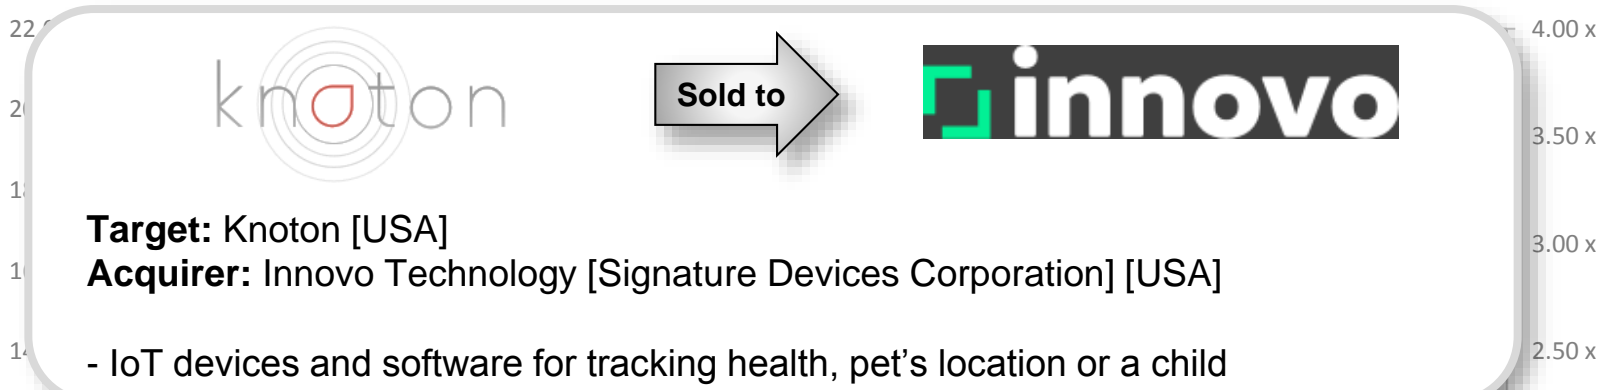 knoton
Sold to
innovo
4.00 x
3.50 x
Target: Knoton [USA]
3.00 x
Acquirer: Innovo Technology [Signature Devices Corporation] [USA]
2.50 x
- IoT devices and software for tracking health, pet's location or a child